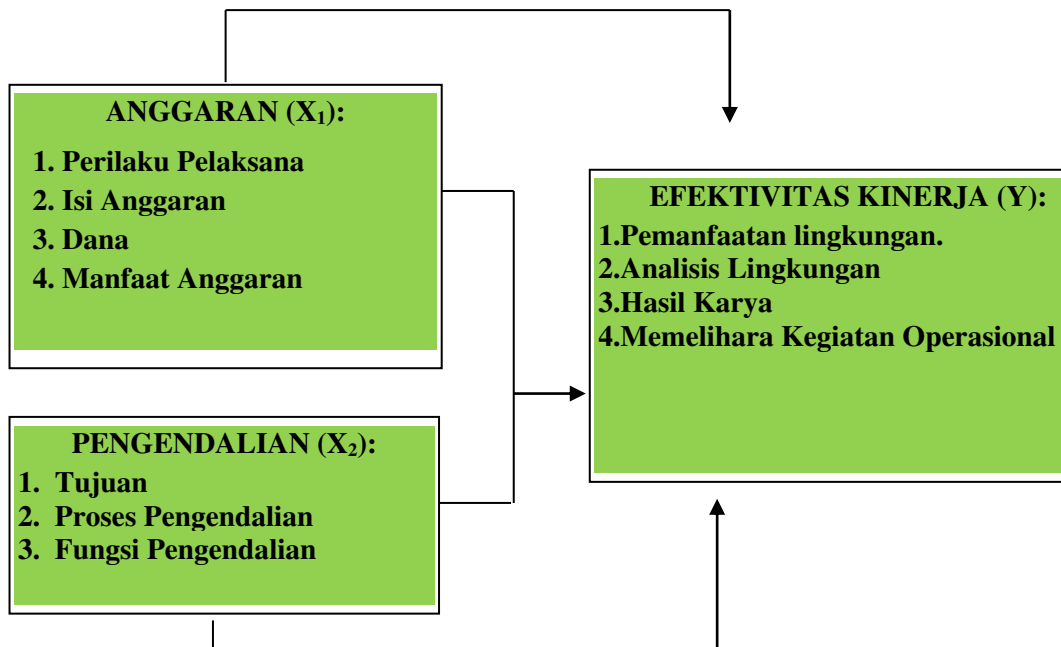 ANGGARAN (X₁):
1. Perilaku Pelaksana
2. Isi Anggaran
3. Dana
4. Manfaat Anggaran
PENGENDALIAN (X₂):
1. Tujuan
2. Proses Pengendalian
3. Fungsi Pengendalian
EFEKTIVITAS KINERJA (Y):
1.Pemanfaatan lingkungan.
2.Analisis Lingkungan
3.Hasil Karya
4.Memelihara Kegiatan Operasional